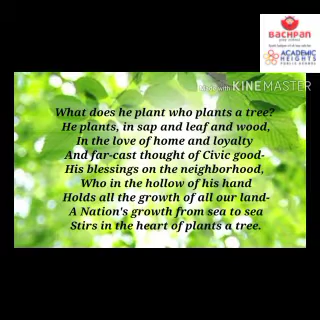 BACHPAN
ACADEMIC
HEIGHTS
PUBLIC SCHOOL
Made with KINEMASTER
What does he plant who plants a tree?
He plants, in sap and leaf and wood,
In the love of home and loyalty
And far-cast thought of Civic good-
His blessings on the neighborhood,
Who in the hollow of his hand
Holds all the growth of all our land-
A Nation's growth from sea to sea
Stirs in the heart of plants a tree.